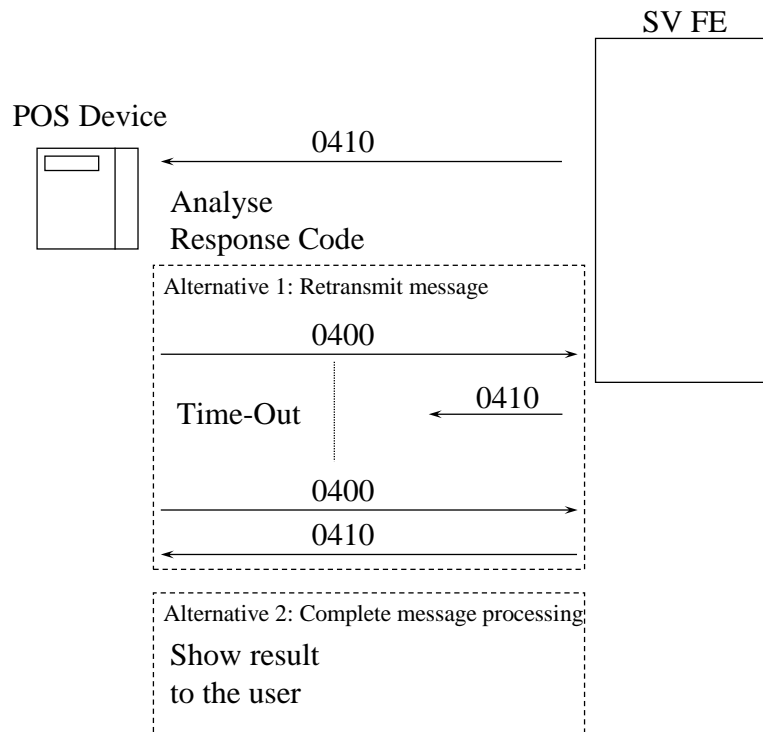 SV FE
POS Device
0410
Analyse
Response Code
Alternative 1: Retransmit message
0400
0410
Time-Out
0400
0410
Alternative 2: Complete message processing
Show result
to the user